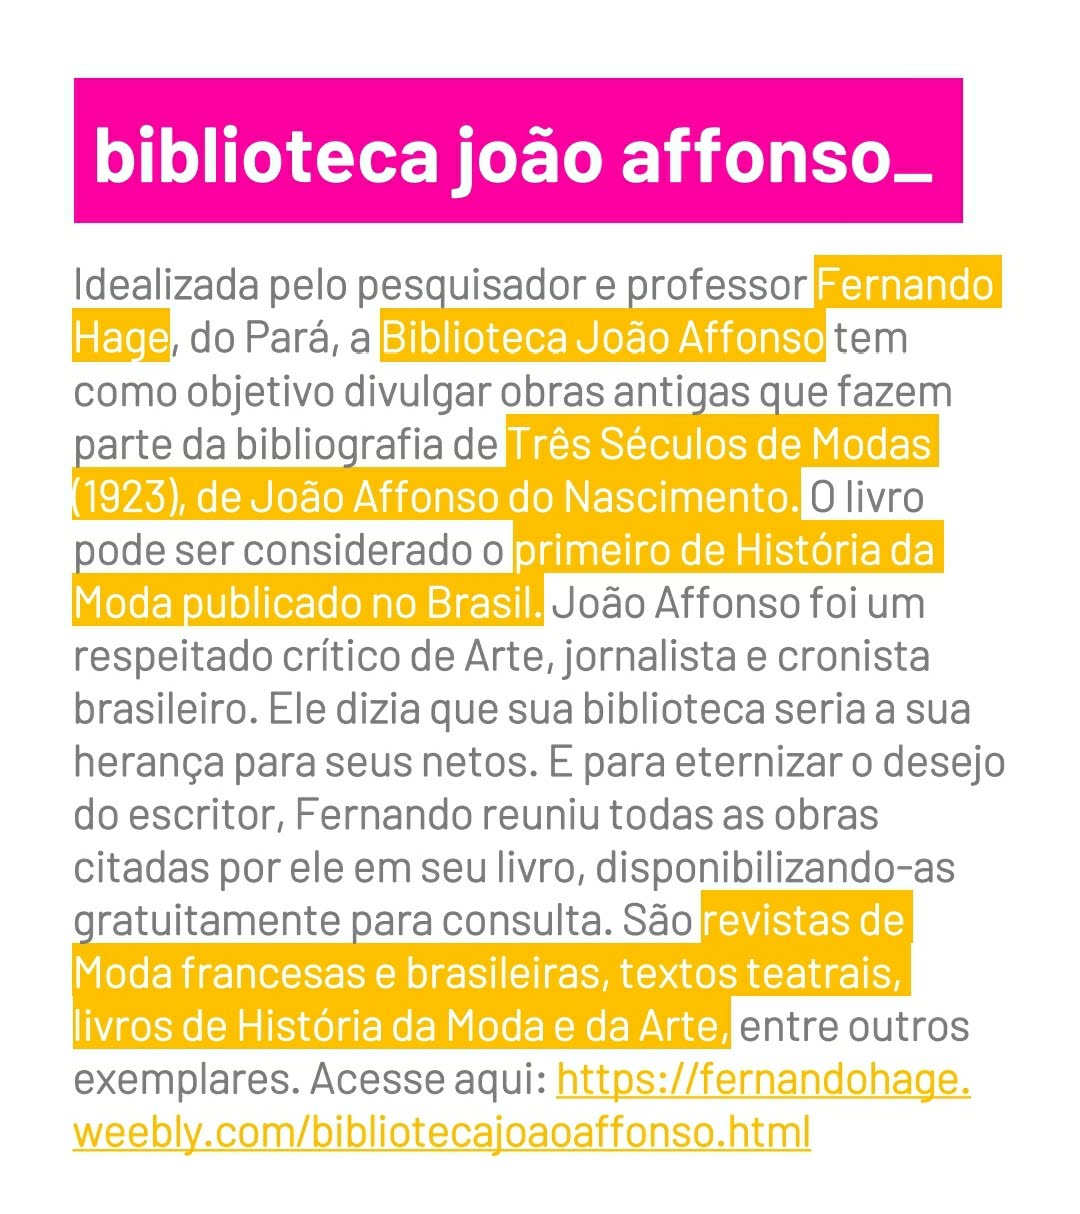 biblioteca joão affonso_
Idealizada pelo pesquisador e professor Fernando
Hage, do Pará, a Biblioteca João Affonso tem
como objetivo divulgar obras antigas que fazem
parte da bibliografia de Três Séculos de Modas
(1923), de João Affonso do Nascimento. O livro
pode ser considerado o primeiro de História da
Moda publicado no Brasil. João Affonso foi um
respeitado crítico de Arte, jornalista e cronista
brasileiro. Ele dizia que sua biblioteca seria a sua
herança para seus netos. E para eternizar o desejo
do escritor, Fernando reuniu todas as obras
citadas por ele em seu livro, disponibilizando-as
gratuitamente para consulta. São revistas de
Moda francesas e brasileiras, textos teatrais,
livros de História da Moda e da Arte, entre outros
exemplares. Acesse aqui: https://fernandohage.
weebly.com/bibliotecajoaoaffonso.html